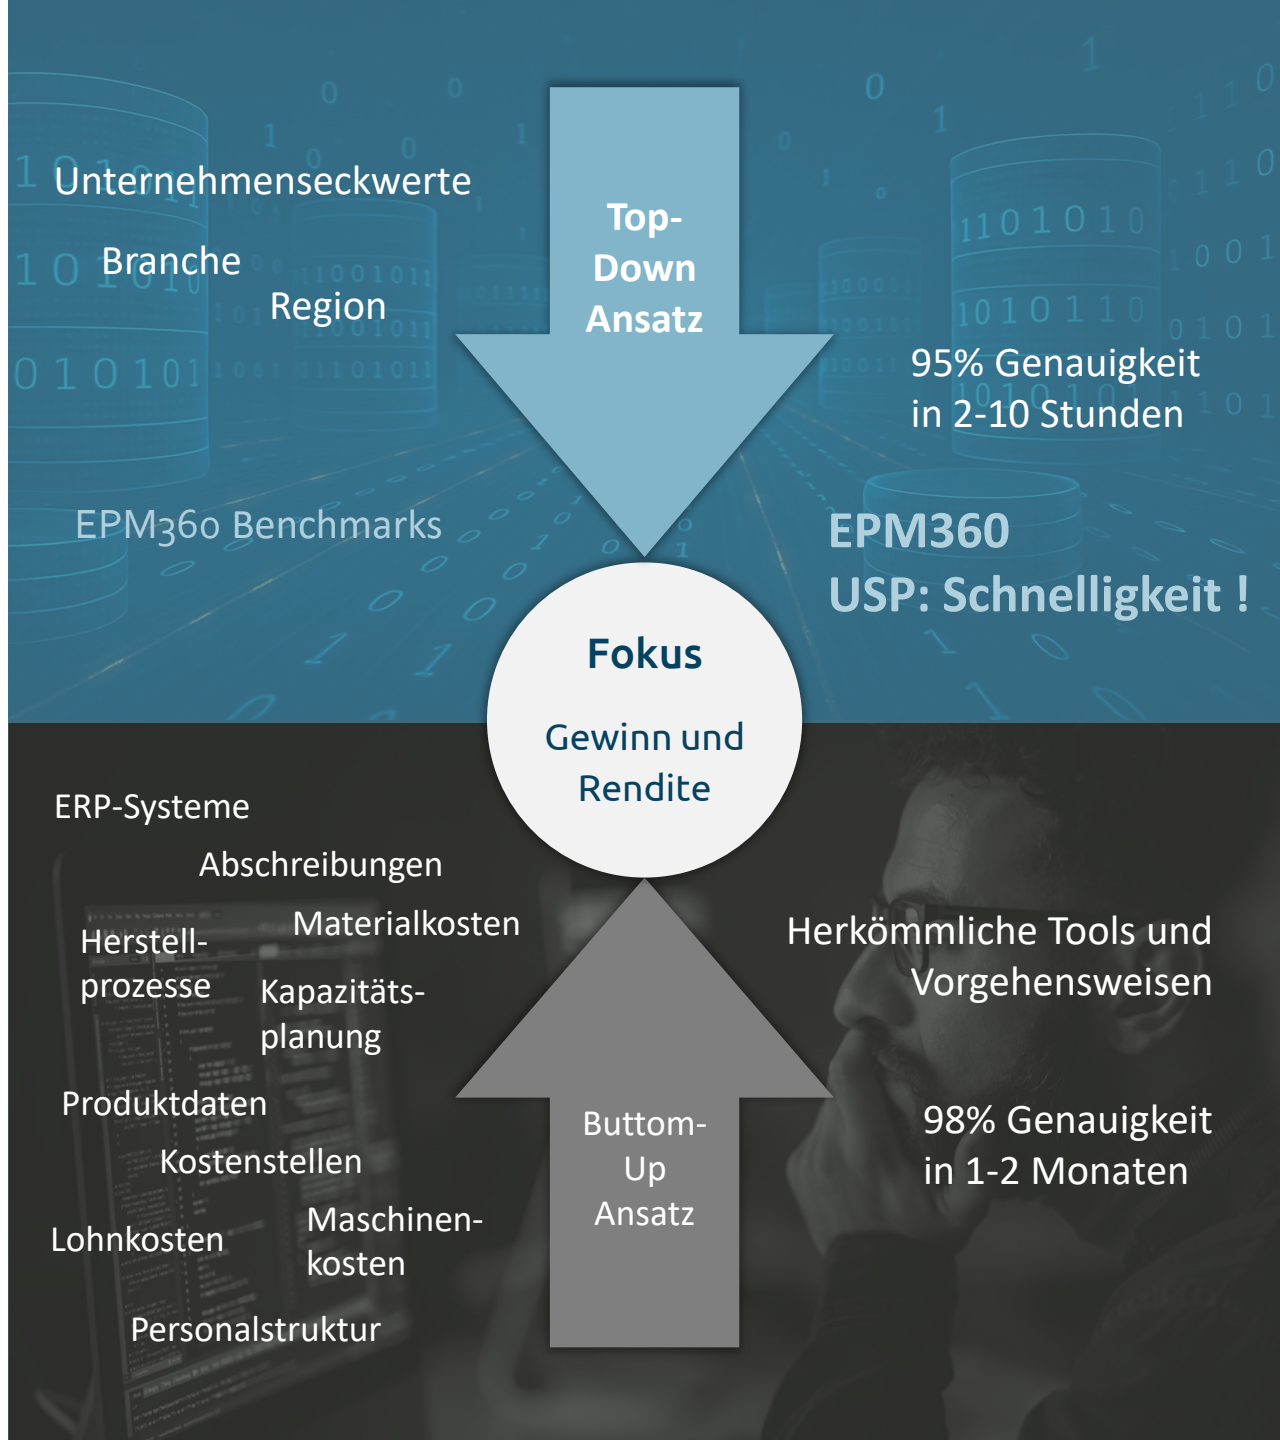 Unternehmenseckwerte
Branche
Region
EPM360 Benchmarks
Top-
Down
Ansatz
95% Genauigkeit
in 2-10 Stunden
EPM360
USP: Schnelligkeit !
Fokus
Gewinn und
Rendite
ERP-Systeme
Abschreibungen
Materialkosten
Herstell-
prozesse
Kapazitäts-
planung
Produktdaten
Kostenstellen
Lohnkosten
Maschinen-
kosten
Personalstruktur
Buttom-
Up
Ansatz
Herkömmliche Tools und
Vorgehensweisen
98% Genauigkeit
in 1-2 Monaten